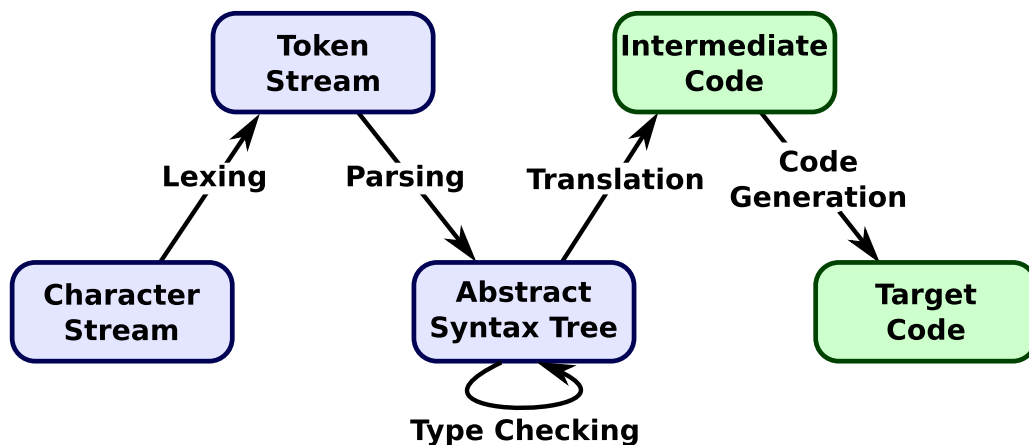 Token
Stream
Intermediate
Code
Lexing
Parsing
Translation
Code
Generation
Character
Stream
Abstract
Syntax Tree
Target
Code
Type Checking